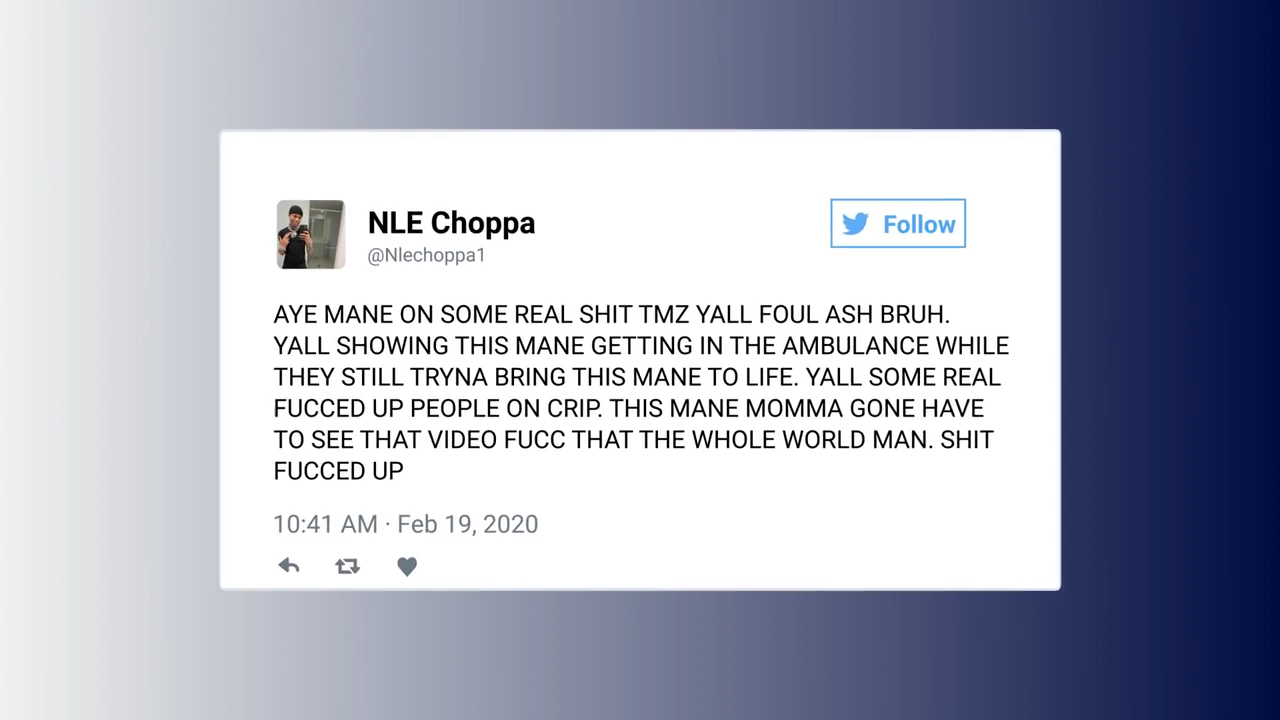 NLE Choppa
@Nlechoppa1
Follow
AYE MANE ON SOME REAL SHIT TMZ YALL FOUL ASH BRUH.
YALL SHOWING THIS MANE GETTING IN THE AMBULANCE WHILE
THEY STILL TRYNA BRING THIS MANE TO LIFE. YALL SOME REAL
FUCCED UP PEOPLE ON CRIP. THIS MANE MOMMA GONE HAVE
TO SEE THAT VIDEO FUCC THAT THE WHOLE WORLD MAN. SHIT
FUCCED UP
10:41 AM · Feb 19, 2020